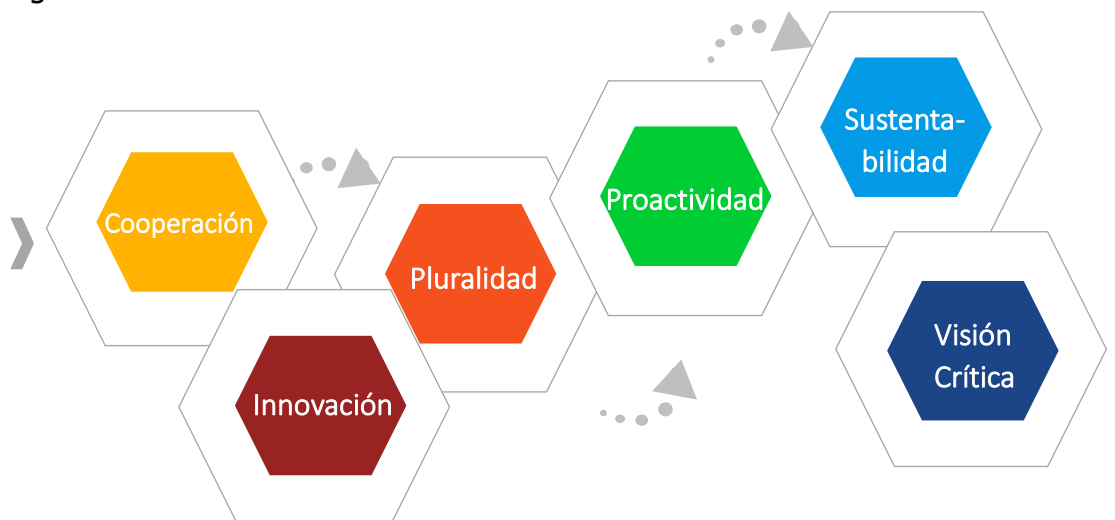 Cooperación
Innovación
Pluralidad
Proactividad
Sustenta-
bilidad
Visión
Crítica